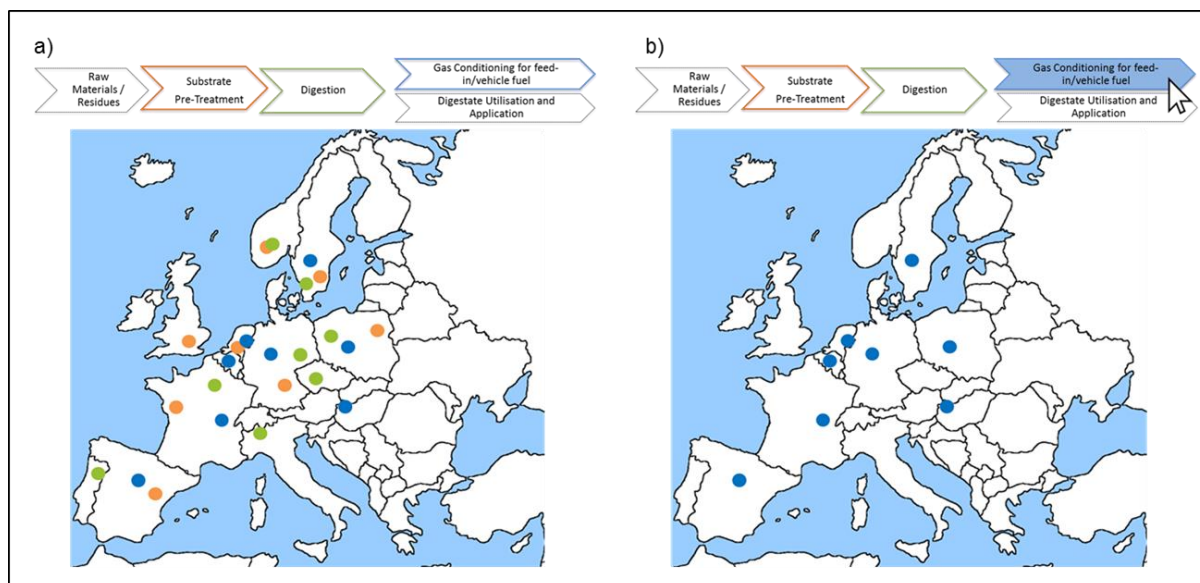 a)
Raw
Materials /
Residues
Substrate
Pre-Treatment
Digestion
Gas Conditioning for feed-
in/vehicle fuel
Digestate Utilisation and
Application
b)
Raw
Materials /
Residues
Substrate
Pre-Treatment
Digestion
Gas Conditioning for feed-
in/vehicle fuel
Digestate Utilisation and
Application